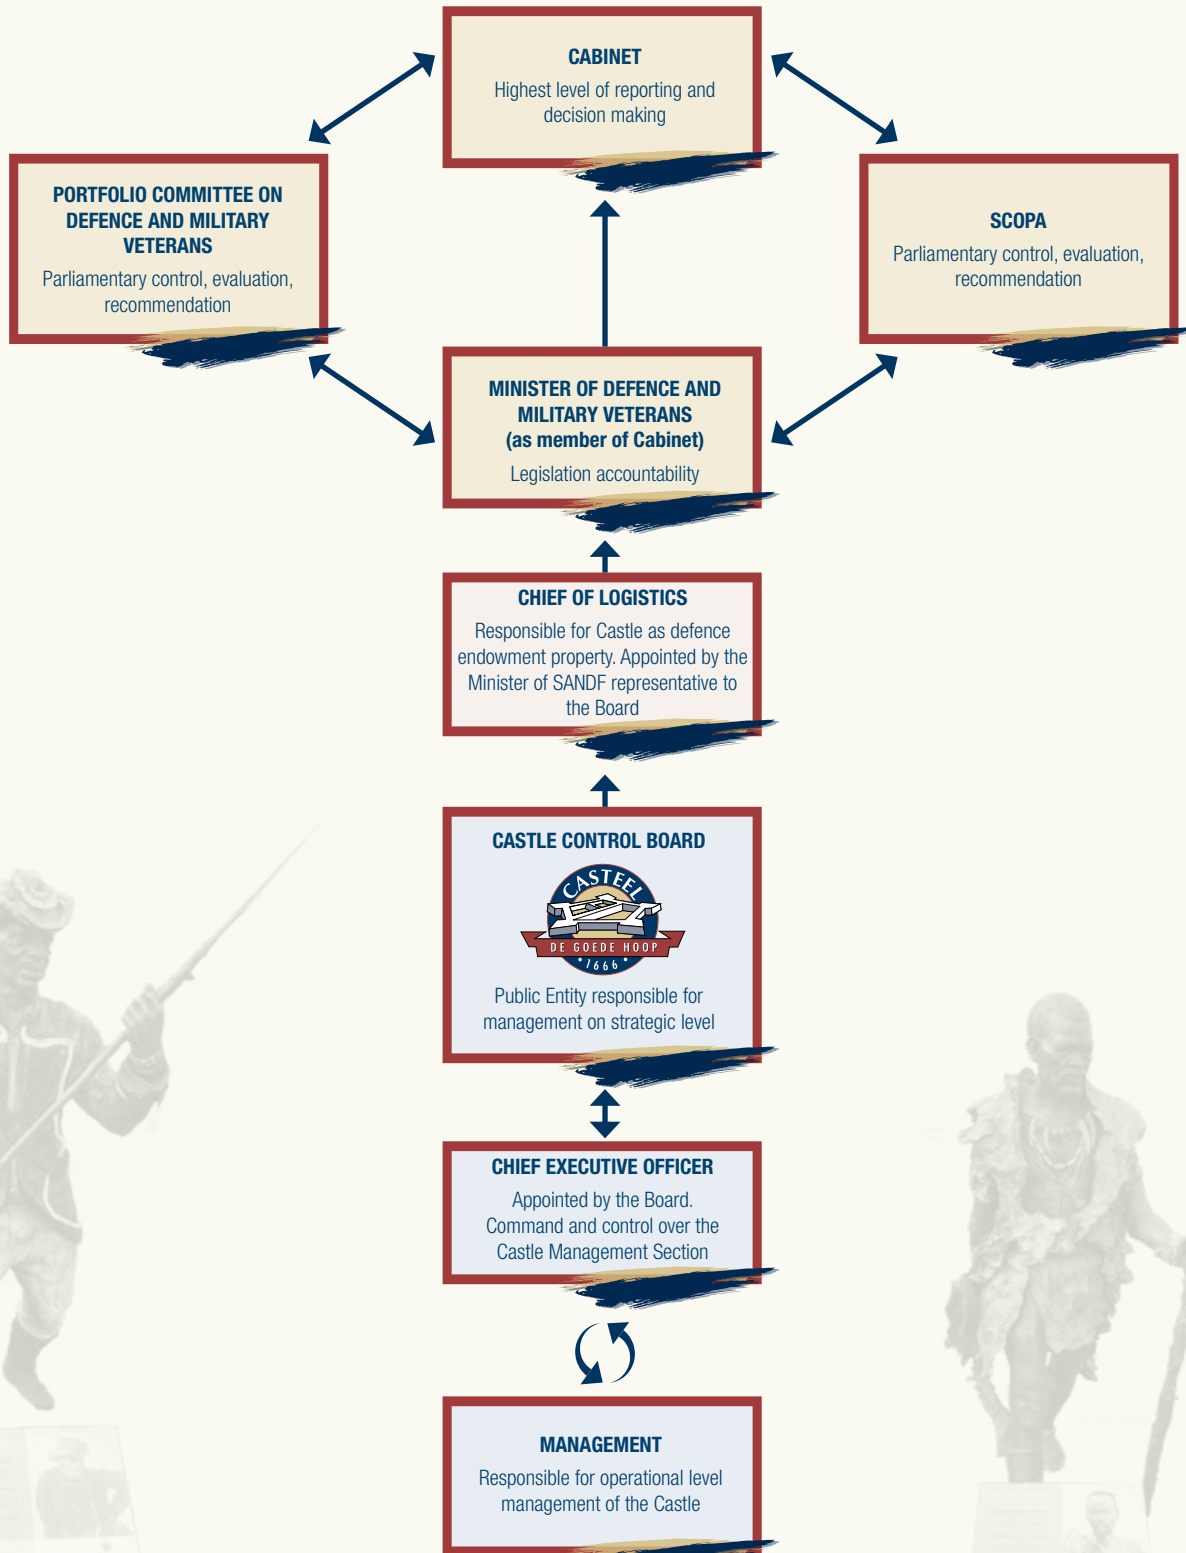 CABINET
Highest level of reporting and
decision making
PORTFOLIO COMMITTEE ON
DEFENCE AND MILITARY
VETERANS
Parliamentary control, evaluation,
recommendation
SCOPA
Parliamentary control, evaluation,
recommendation
MINISTER OF DEFENCE AND
MILITARY VETERANS
(as member of Cabinet)
Legislation accountability
CHIEF OF LOGISTICS
Responsible for Castle as defence
endowment property. Appointed by the
Minister of SANDF representative to
the Board
CASTLE CONTROL BOARD
CASTEEL
DE GOEDE HOOP
• 1666 •
Public Entity responsible for
management on strategic level
CHIEF EXECUTIVE OFFICER
Appointed by the Board.
Command and control over the
Castle Management Section
MANAGEMENT
Responsible for operational level
management of the Castle